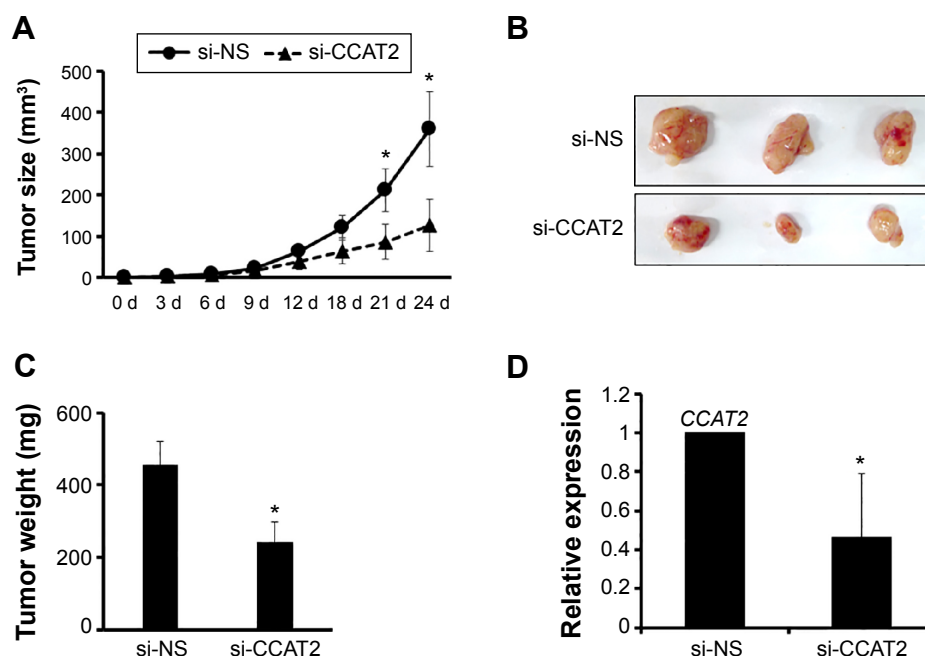 A
si-NS si-CCAT2
Tumor size (mm³)
500
400
300
200
100
0
* *
0 d 3 d 6 d 9 d 12 d 18 d 21 d 24 d
B
si-NS
si-CCAT2
C
Tumor weight (mg)
600
400
200
0
*
si-NS si-CCAT2
D
Relative expression
1.2
1
0.8
0.6
0.4
0.2
0
CCAT2
*
si-NS si-CCAT2